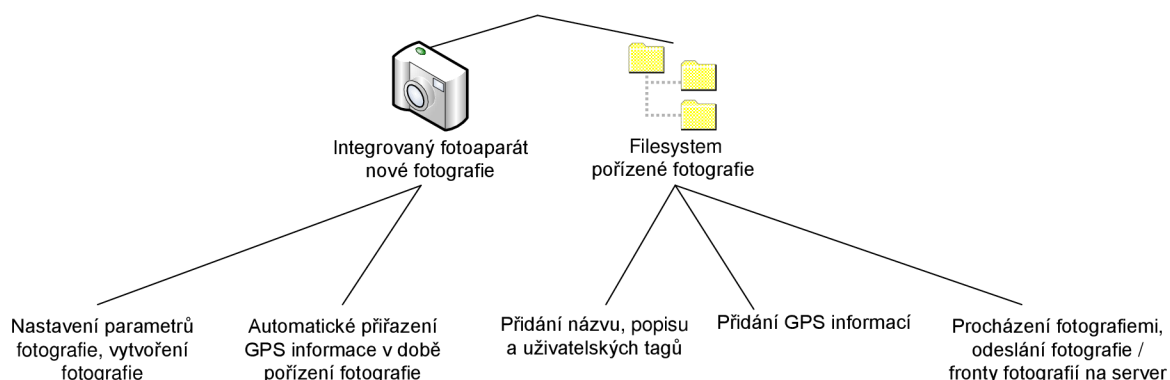 Integrovaný fotoaparát
nové fotografie
Filesystem
pořízené fotografie
Nastavení parametrů
fotografie, vytvoření
fotografie
Automatické přiřazení
GPS informace v době
pořízení fotografie
Přidání názvu, popisu
a uživatelských tagů
Přidání GPS informací
Procházení fotografiemi,
odeslání fotografie /
fronty fotografií na server